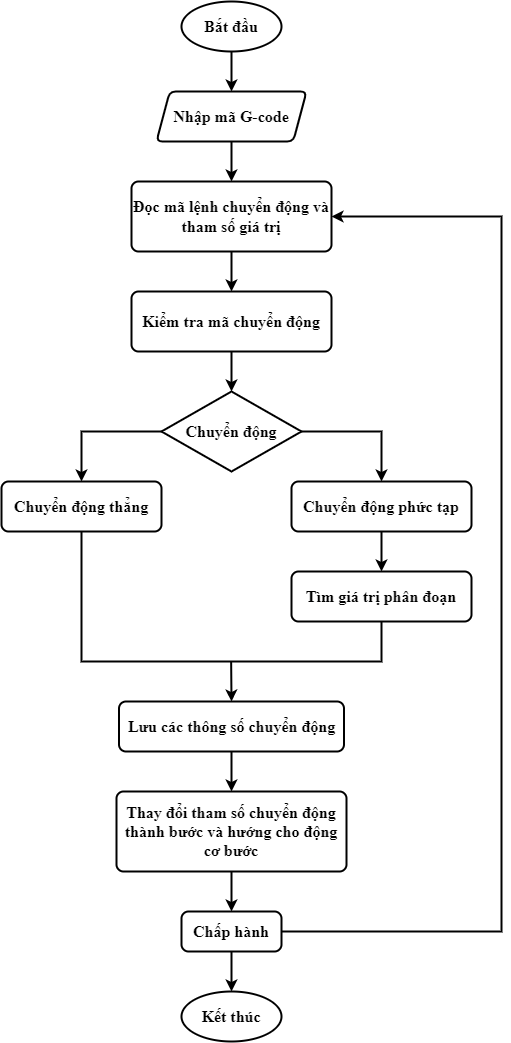 Bắt đầu
Nhập mã G-code
Đọc mã lệnh chuyển động và
tham số giá trị
Kiểm tra mã chuyển động
Chuyển động
Chuyển động thẳng
Chuyển động phức tạp
Tìm giá trị phân đoạn
Lưu các thông số chuyển động
Thay đổi tham số chuyển động
thành bước và hướng cho động
cơ bước
Chấp hành
Kết thúc